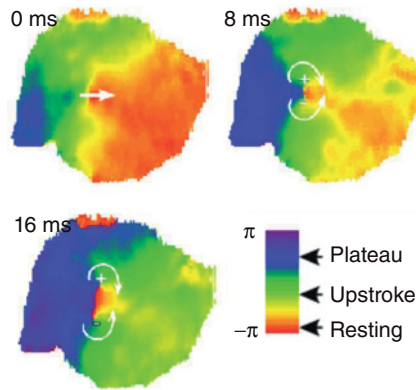 0 ms
8 ms
+
−
16 ms
+
π
Plateau
Upstroke
−π
Resting